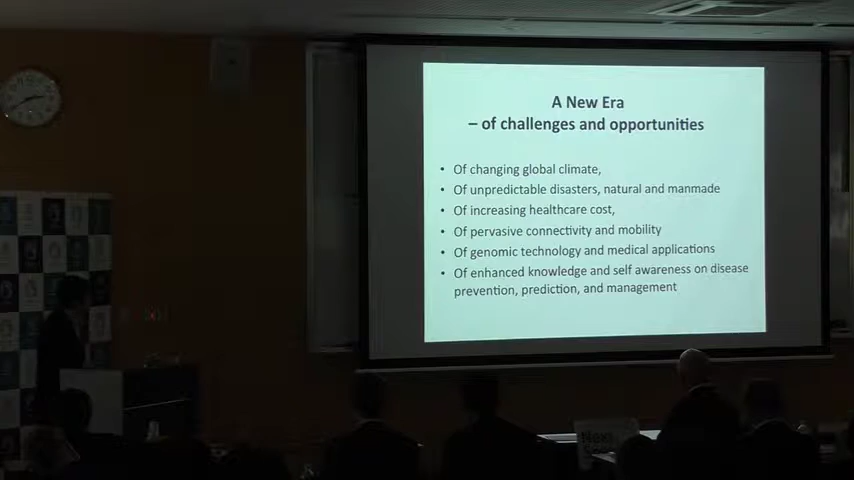 A New Era
– of challenges and opportunities
• Of changing global climate,
• Of unpredictable disasters, natural and manmade
• Of increasing healthcare cost,
• Of pervasive connectivity and mobility
• Of genomic technology and medical applications
• Of enhanced knowledge and self awareness on disease
prevention, prediction, and management
Next